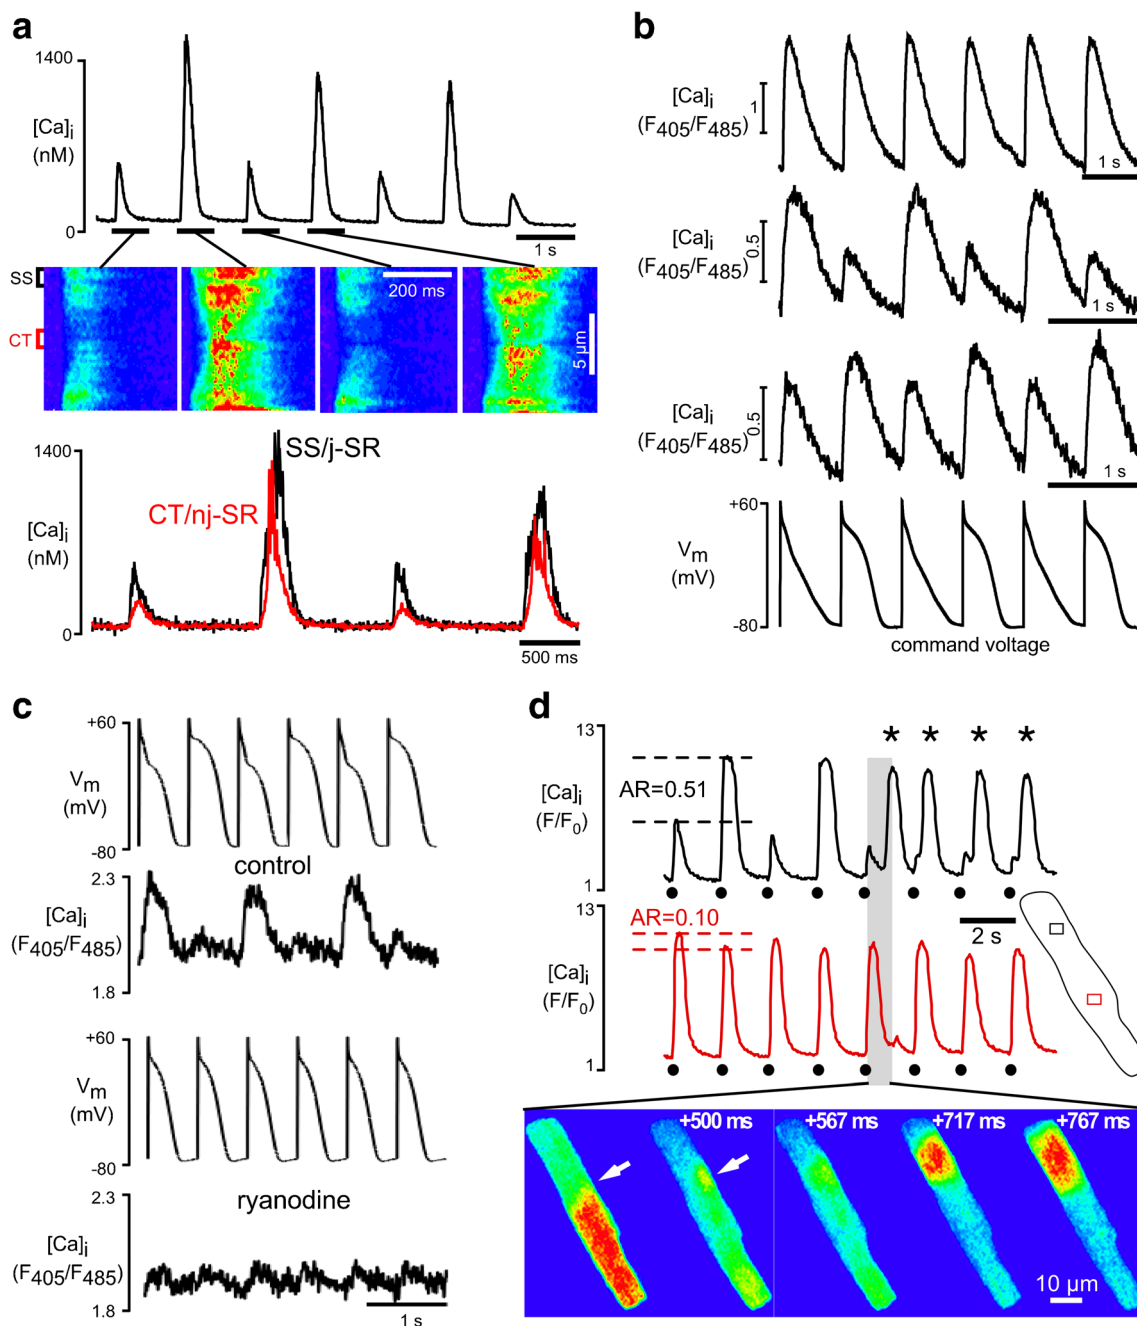 a
1400
[Ca]i
(nM)
0
1 s
SS
CT
200 ms
5 µm
1400
SS/j-SR
CT/nj-SR
[Ca]i
(nM)
0
500 ms
b
[Ca]i
(F405/F485)
1
1 s
[Ca]i
(F405/F485)
0.5
1 s
[Ca]i
(F405/F485)
0.5
1 s
+60
Vm
(mV)
-80
command voltage
c
+60
Vm
(mV)
-80
control
2.3
[Ca]i
(F405/F485)
1.8
+60
Vm
(mV)
-80
ryanodine
2.3
[Ca]i
(F405/F485)
1.8
1 s
d
13
* * * *
AR=0.51
[Ca]i
(F/F0)
1
13
AR=0.10
2 s
[Ca]i
(F/F0)
1
+500 ms +567 ms +717 ms +767 ms
10 µm